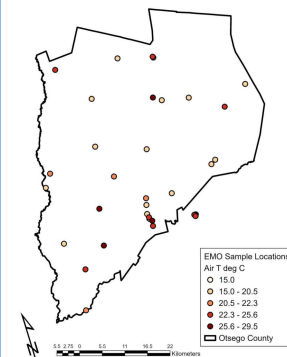 EMO Sample Locations
Air T deg C
15.0
15.0 - 20.5
20.5 - 22.3
22.3 - 25.6
25.6 - 29.5
Otsego County
N
5.5 2.75 0 5.5 11 16.5 22
Kilometers